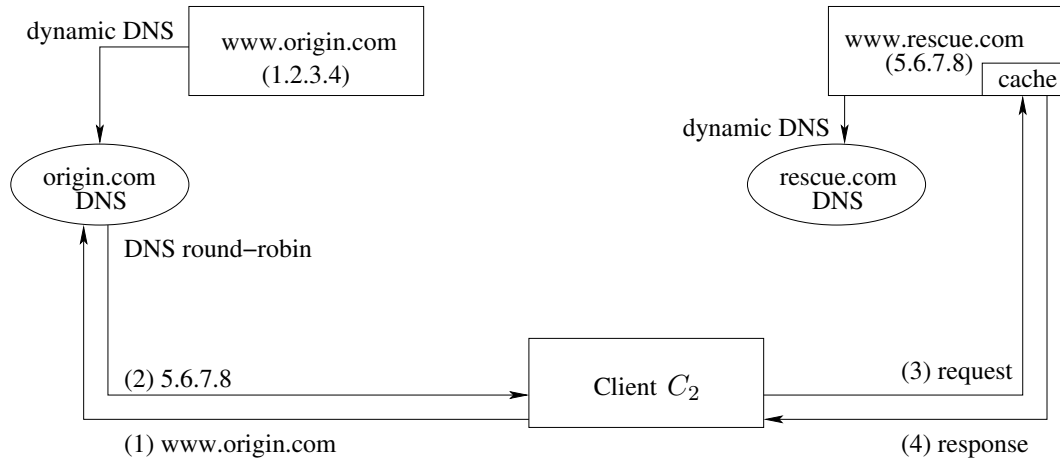 dynamic DNS
www.origin.com
(1.2.3.4)
www.rescue.com
(5.6.7.8)
cache
dynamic DNS
origin.com
DNS
rescue.com
DNS
DNS round-robin
(2) 5.6.7.8
Client C₂
(3) request
(1) www.origin.com
(4) response